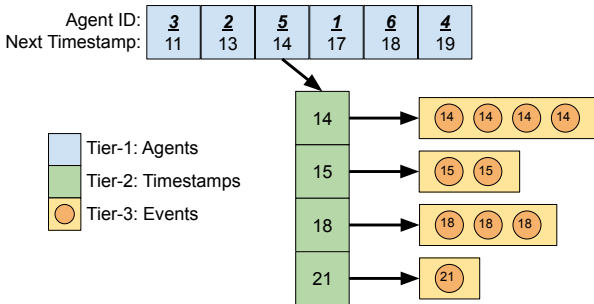 Agent ID: 3 2 5 1 6 4
Next Timestamp: 11 13 14 17 18 19
14 14 14 14 14
Tier-1: Agents
15 15 15
Tier-2: Timestamps
Tier-3: Events
18 18 18 18
21 21